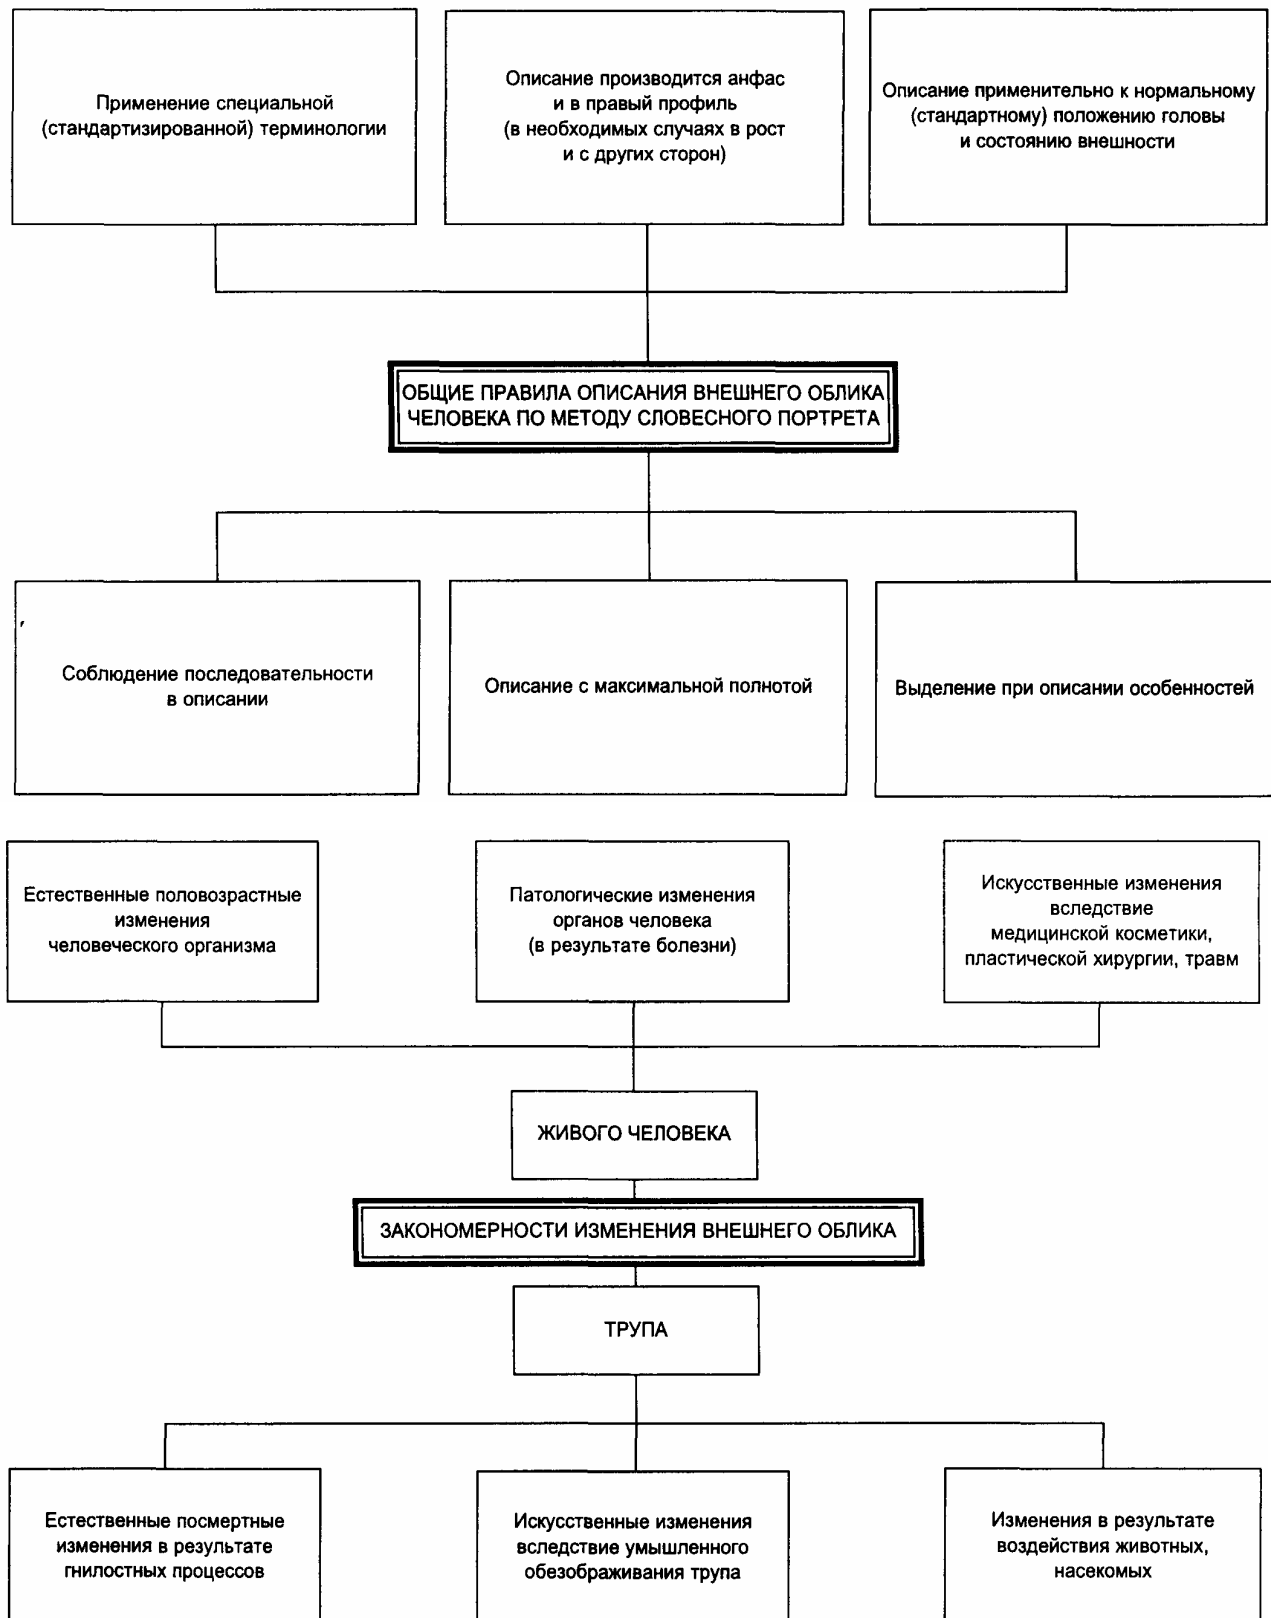 Применение специальной
(стандартизированной) терминологии
Описание производится анфас
и в правый профиль
(в необходимых случаях в рост
и с других сторон)
Описание применительно к нормальному
(стандартному) положению головы
и состоянию внешности
ОБЩИЕ ПРАВИЛА ОПИСАНИЯ ВНЕШНЕГО ОБЛИКА
ЧЕЛОВЕКА ПО МЕТОДУ СЛОВЕСНОГО ПОРТРЕТА
Соблюдение последовательности
в описании
Описание с максимальной полнотой
Выделение при описании особенностей
Естественные половозрастные
изменения
человеческого организма
Патологические изменения
органов человека
(в результате болезни)
Искусственные изменения
вследствие
медицинской косметики,
пластической хирургии, травм
ЖИВОГО ЧЕЛОВЕКА
ЗАКОНОМЕРНОСТИ ИЗМЕНЕНИЯ ВНЕШНЕГО ОБЛИКА
ТРУПА
Естественные посмертные
изменения в результате
гнилостных процессов
Искусственные изменения
вследствие умышленного
обезображивания трупа
Изменения в результате
воздействия животных,
насекомых